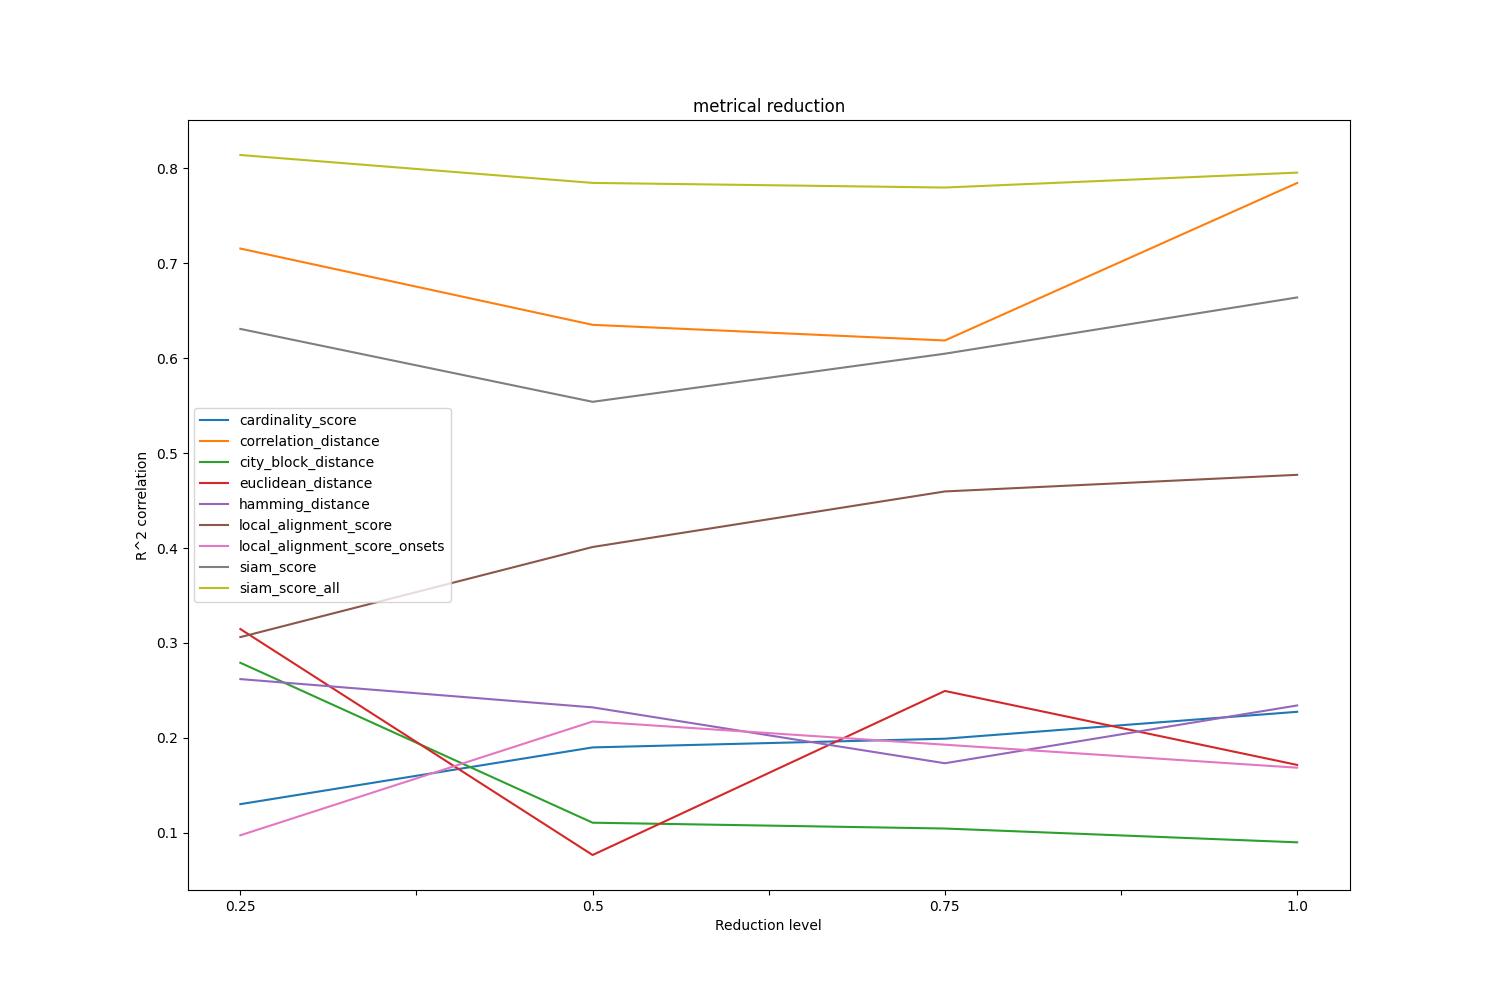 metrical reduction
0.8
0.7
0.6
0.5
0.4
0.3
0.2
0.1
R^2 correlation
cardinality_score
correlation_distance
city_block_distance
euclidean_distance
hamming_distance
local_alignment_score
local_alignment_score_onsets
siam_score
siam_score_all
0.25 0.5 0.75 1.0
Reduction level